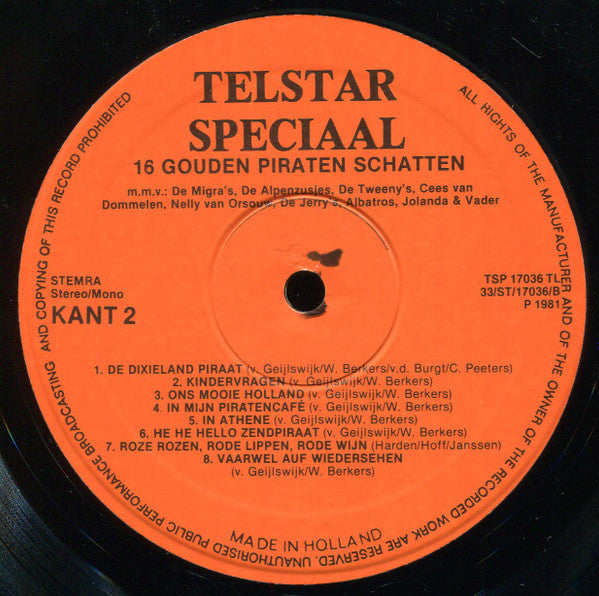 TELSTAR
SPECIAAL
16 GOUDEN PIRATEN SCHATTEN
m.m.v.: De Migra's, De Alpenzusjes, De Tweeny's, Cees van
Dommelen, Nelly van Orsouw, De Jerry's, Albatros, Jolanda & Vader
STEMRA
Stereo/Mono
KANT 2
TSP 17036 TL
33/ST/17036/B
P 1981
1. DE DIXIELAND PIRAAT (v. Geijlswijk/W. Berkers/v.d. Burgt/C. Peeters)
2. KINDERVRAGEN (v. Geijlswijk/W. Berkers)
3. ONS MOOIE HOLLAND (v. Geijlswijk/W. Berkers)
4. IN MIJN PIRATENCAFÉ (v. Geijlswijk/W. Berkers)
5. IN ATHENE (v. Geijlswijk/W. Berkers)
6. HE HE HELLO ZENDPIRAAT (v. Geijlswijk/W. Berkers)
7. ROZE ROZEN, RODE LIPPEN, RODE WIJN (Harden/Hoff/Janssen)
8. VAARWEL AUF WIEDERSEHEN
(v. Geijlswijk/W. Berkers)
MADE IN HOLLAND
ALL RIGHTS OF THE MANUFACTURER AND OF THE OWNER OF THE RECORDED WORK ARE RESERVED. UNAUTHORISED PUBLIC PERFORMANCE BROADCASTING AND COPYING OF THIS RECORD PROHIBITED